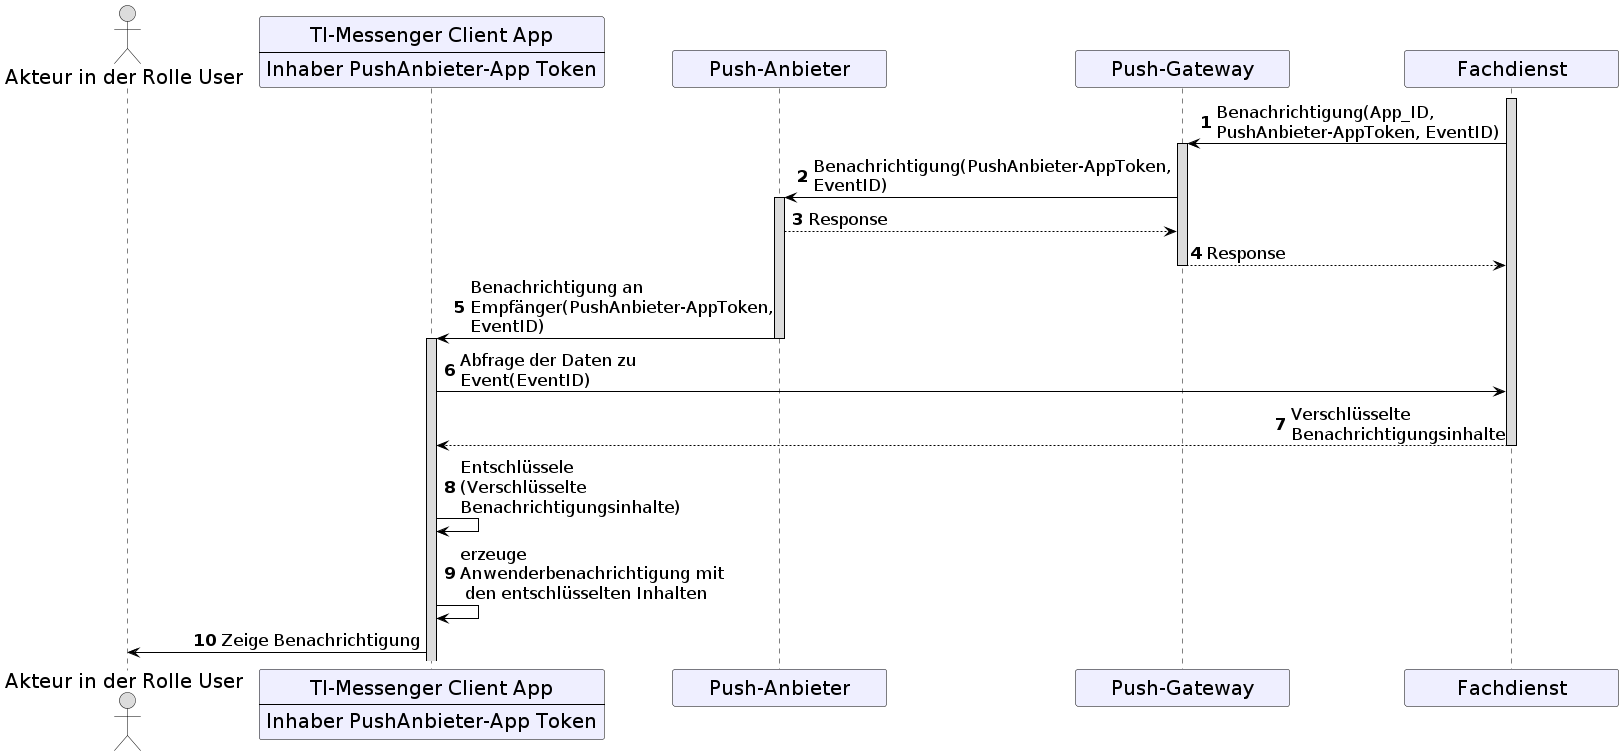 Akteur in der Rolle User
TI-Messenger Client App
Inhaber PushAnbieter-App Token
Push-Anbieter
Push-Gateway
Fachdienst
1 Benachrichtigung(App_ID,
PushAnbieter-AppToken, EventID)
2 Benachrichtigung(PushAnbieter-AppToken,
EventID)
3 Response
4 Response
Benachrichtigung an
5 Empfänger(PushAnbieter-AppToken,
EventID)
6 Abfrage der Daten zu
Event(EventID)
7 Verschlüsselte
Benachrichtigungsinhalte
Entschlüssele
8 (Verschlüsselte
Benachrichtigungsinhalte)
erzeuge
9 Anwenderbenachrichtigung mit
den entschlüsselten Inhalten
10 Zeige Benachrichtigung
Akteur in der Rolle User
TI-Messenger Client App
Inhaber PushAnbieter-App Token
Push-Anbieter
Push-Gateway
Fachdienst